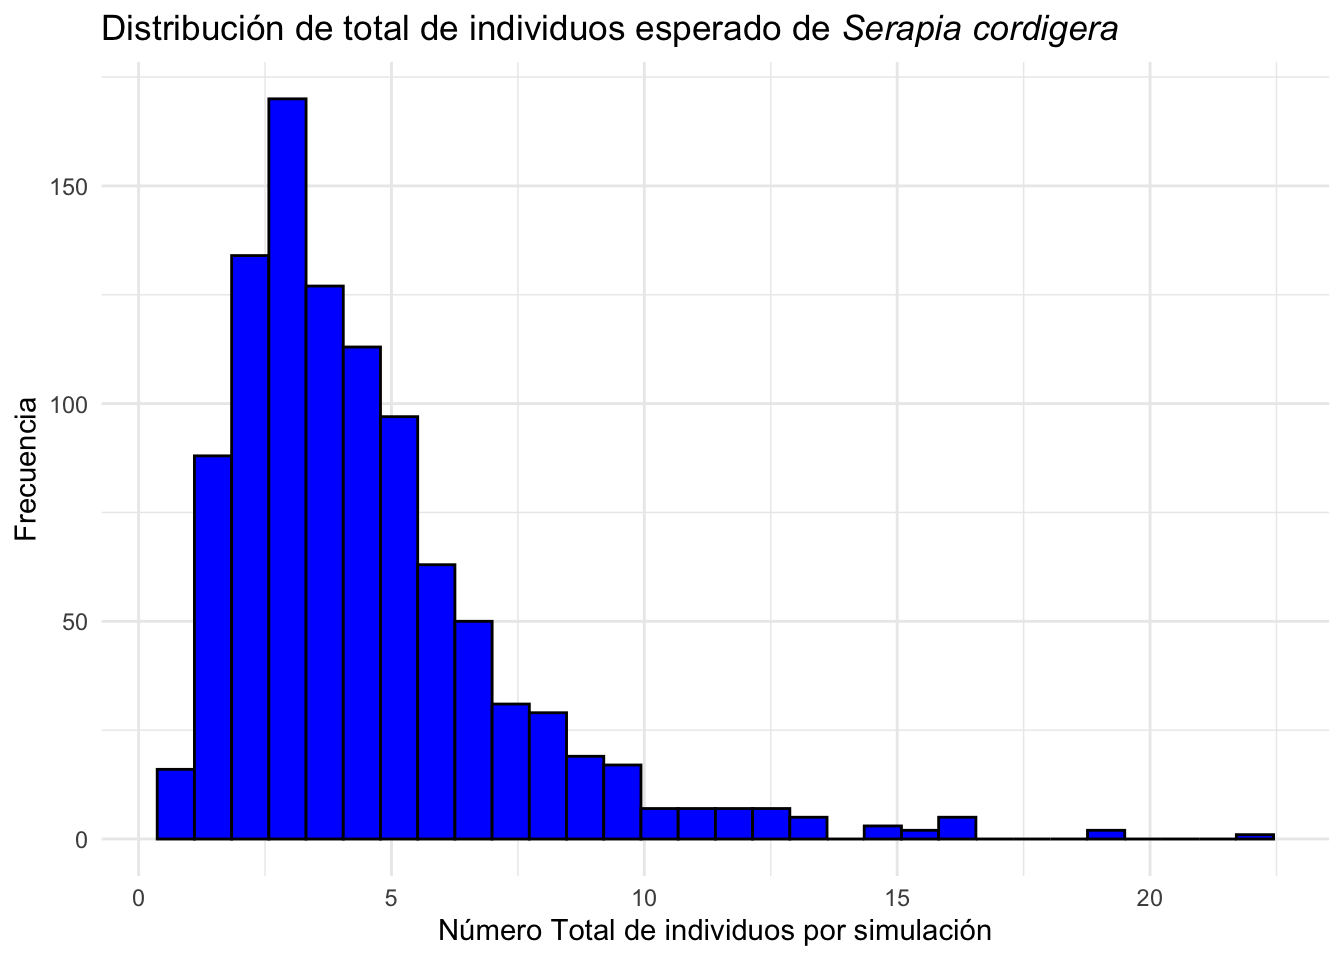 Distribución de total de individuos esperado de Serapia cordigera
Frecuencia
150
100
50
0
0 5 10 15 20
Número Total de individuos por simulación